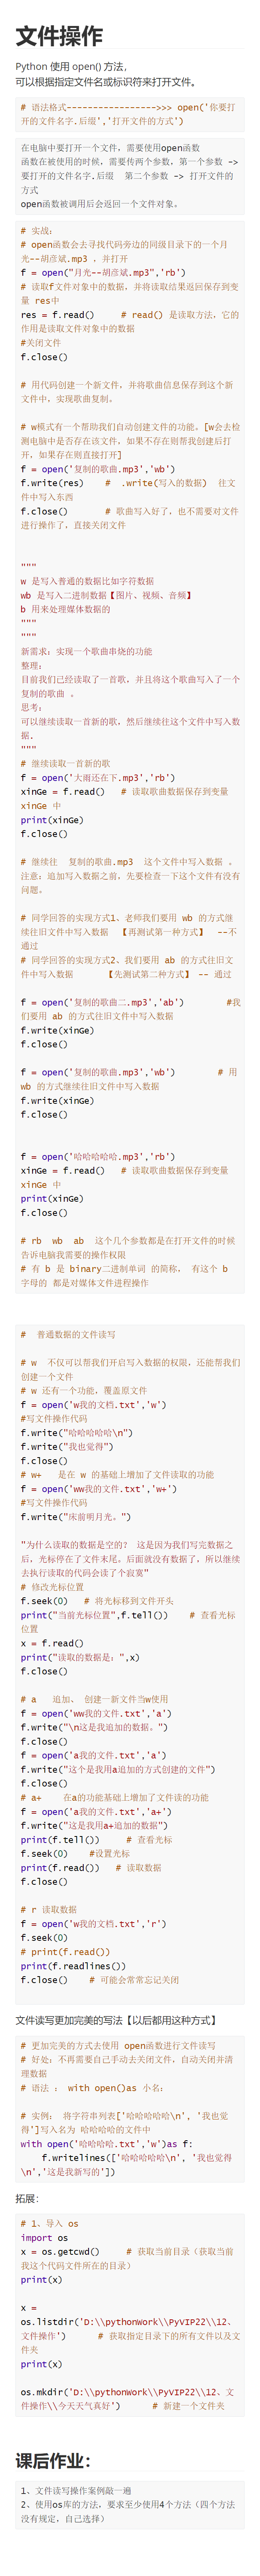 文件操作
Python 使用 open() 方法，
可以根据指定文件名或标识符来打开文件。
# 语法格式----------------->>> open('你要打
开的文件名字.后缀','打开文件的方式')
在电脑中要打开一个文件，需要使用open函数
函数在被使用的时候，需要传两个参数，第一个参数 ->
要打开的文件名字.后缀  第二个参数 -> 打开文件的
方式
open函数被调用后会返回一个文件对象。
# 实战：
# open函数会去寻找代码旁边的同级目录下的一个月
光--胡彦斌.mp3 ，并打开
f = open("月光--胡彦斌.mp3",'rb')
# 读取f文件对象中的数据，并将读取结果返回保存到变
量 res中
res = f.read()     # read() 是读取方法，它的
作用是读取文件对象中的数据
#关闭文件
f.close()
# 用代码创建一个新文件，并将歌曲信息保存到这个新
文件中，实现歌曲复制。
# w模式有一个帮助我们自动创建文件的功能。[w会去检
测电脑中是否存在该文件，如果不存在则帮我创建后打
开，如果存在则直接打开]
f = open('复制的歌曲.mp3','wb')
f.write(res)    #  .write(写入的数据)  往文
件中写入东西
f.close()       # 歌曲写入好了，也不需要对文件
进行操作了，直接关闭文件
"""
w 是写入普通的数据比如字符数据
wb 是写入二进制数据【图片、视频、音频】
b 用来处理媒体数据的
"""
"""
新需求：实现一个歌曲串烧的功能
整理：
目前我们已经读取了一首歌，并且将这个歌曲写入了一个
复制的歌曲 。
思考：
可以继续读取一首新的歌，然后继续往这个文件中写入数
据.
"""
# 继续读取一首新的歌
f = open('大雨还在下.mp3','rb')
xinGe = f.read()   # 读取歌曲数据保存到变量
xinGe 中
print(xinGe)
f.close()
# 继续往  复制的歌曲.mp3  这个文件中写入数据 。
注意：追加写入数据之前，先要检查一下这个文件有没有
问题。
# 同学回答的实现方式1、老师我们要用 wb 的方式继
续往旧文件中写入数据  【再测试第一种方式】  --不
通过
# 同学回答的实现方式2、我们要用 ab 的方式往旧文
件中写入数据      【先测试第二种方式】 -- 通过
f = open('复制的歌曲二.mp3','ab')        #我
们要用 ab 的方式往旧文件中写入数据
f.write(xinGe)
f.close()
f = open('复制的歌曲.mp3','wb')        # 用
wb 的方式继续往旧文件中写入数据
f.write(xinGe)
f.close()
f = open('哈哈哈哈哈.mp3','rb')
xinGe = f.read()   # 读取歌曲数据保存到变量
xinGe 中
print(xinGe)
f.close()
# rb  wb  ab  这个几个参数都是在打开文件的时候
告诉电脑我需要的操作权限
# 有 b 是 binary二进制单词 的简称， 有这个 b
字母的 都是对媒体文件进程操作
#  普通数据的文件读写
# w  不仅可以帮我们开启写入数据的权限，还能帮我们
创建一个文件
# w 还有一个功能，覆盖原文件
f = open('w我的文档.txt','w')
#写文件操作代码
f.write("哈哈哈哈哈\n")
f.write("我也觉得")
f.close()
# w+   是在 w 的基础上增加了文件读取的功能
f = open('ww我的文件.txt','w+')
#写文件操作代码
f.write("床前明月光。")
"为什么读取的数据是空的?  这是因为我们写完数据之
后，光标停在了文件末尾。后面就没有数据了，所以继续
去执行读取的代码会读了个寂寞"
# 修改光标位置
f.seek(0)   # 将光标移到文件开头
print("当前光标位置",f.tell())    # 查看光标
位置
x = f.read()
print("读取的数据是：",x)
f.close()
# a   追加、 创建一新文件当w使用
f = open('ww我的文件.txt','a')
f.write("\n这是我追加的数据。")
f.close()
f = open('a我的文件.txt','a')
f.write("这个是我用a追加的方式创建的文件")
f.close()
# a+    在a的功能基础上增加了文件读的功能
f = open('a我的文件.txt','a+')
f.write("这是我用a+追加的数据")
print(f.tell())     # 查看光标
f.seek(0)    #设置光标
print(f.read())   # 读取数据
f.close()
# r 读取数据
f = open('w我的文档.txt','r')
f.seek(0)
# print(f.read())
print(f.readlines())
f.close()    # 可能会常常忘记关闭
文件读写更加完美的写法【以后都用这种方式】
# 更加完美的方式去使用 open函数进行文件读写
# 好处：不再需要自己手动去关闭文件，自动关闭并清
理数据
# 语法 ： with open()as 小名：
# 实例： 将字符串列表['哈哈哈哈哈\n', '我也觉
得']写入名为 哈哈哈哈的文件中
with open('哈哈哈哈.txt','w')as f:
f.writelines(['哈哈哈哈哈\n', '我也觉得
\n','这是我新写的'])
拓展：
# 1、导入 os
import os
x = os.getcwd()     # 获取当前目录（获取当前
我这个代码文件所在的目录）
print(x)
x =
os.listdir('D:\\pythonWork\\PyVIP22\\12、
文件操作')      # 获取指定目录下的所有文件以及文
件夹
print(x)
os.mkdir('D:\\pythonWork\\PyVIP22\\12、文
件操作\\今天天气真好')      # 新建一个文件夹
课后作业：
1、文件读写操作案例敲一遍
2、使用os库的方法，要求至少使用4个方法（四个方法
没有规定，自己选择）